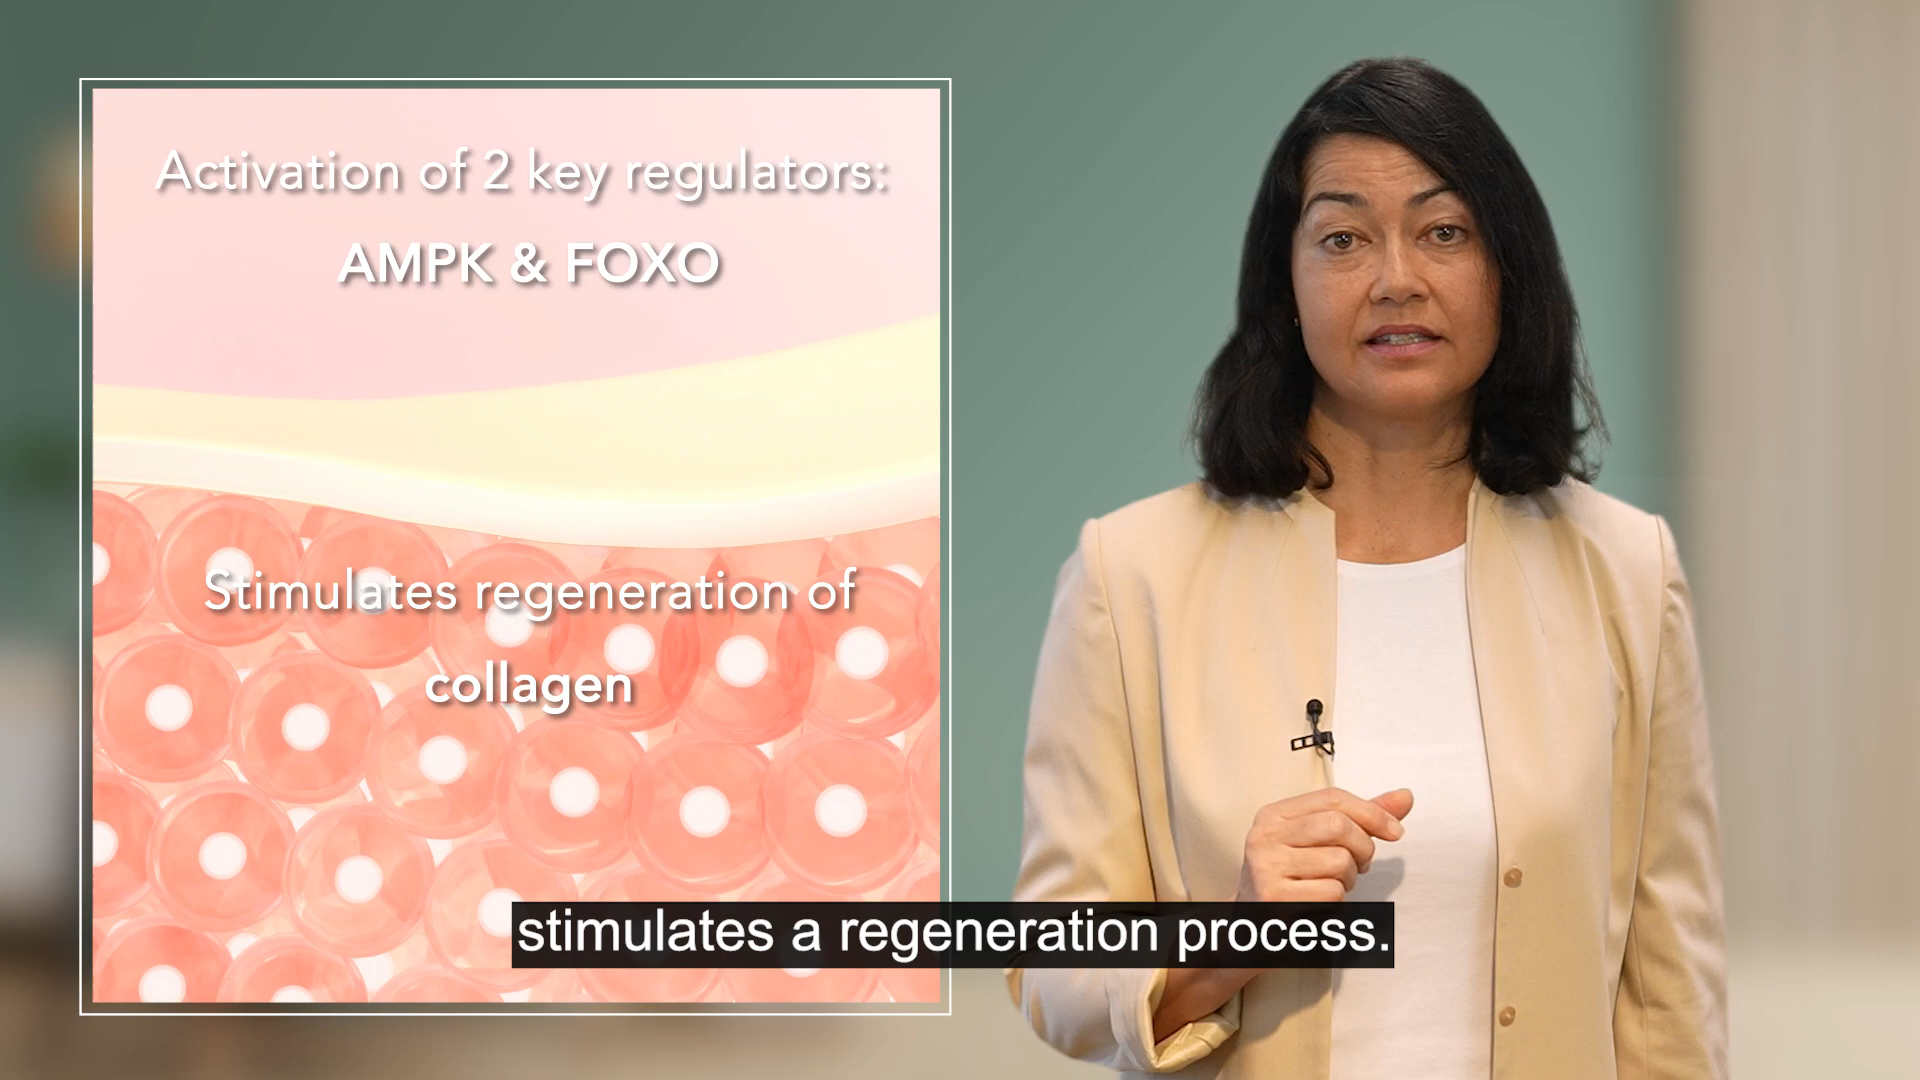 Activation of 2 key regulators:
AMPK & FOXO
Stimulates regeneration of
collagen
stimulates a regeneration process.